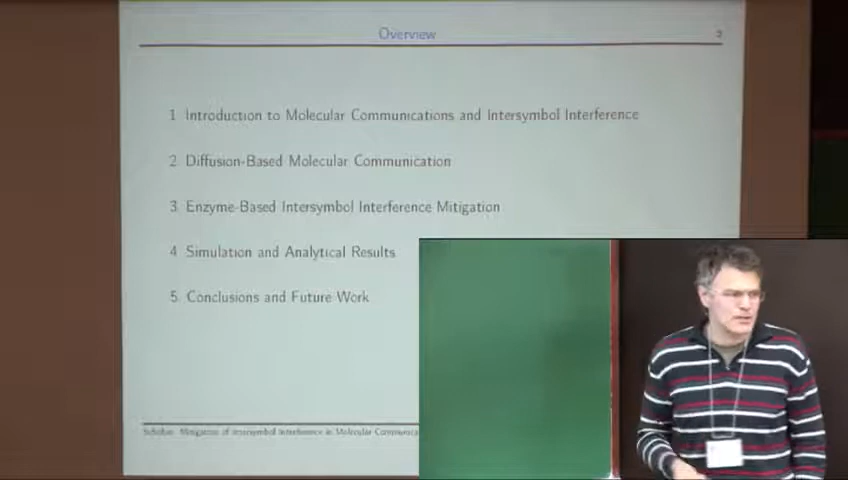 Overview
2
1 Introduction to Molecular Communications and Intersymbol Interference
2 Diffusion-Based Molecular Communication
3 Enzyme-Based Intersymbol Interference Mitigation
4 Simulation and Analytical Results
5. Conclusions and Future Work
Schober Mitigation of Intersymbol Interference in Molecular Communica